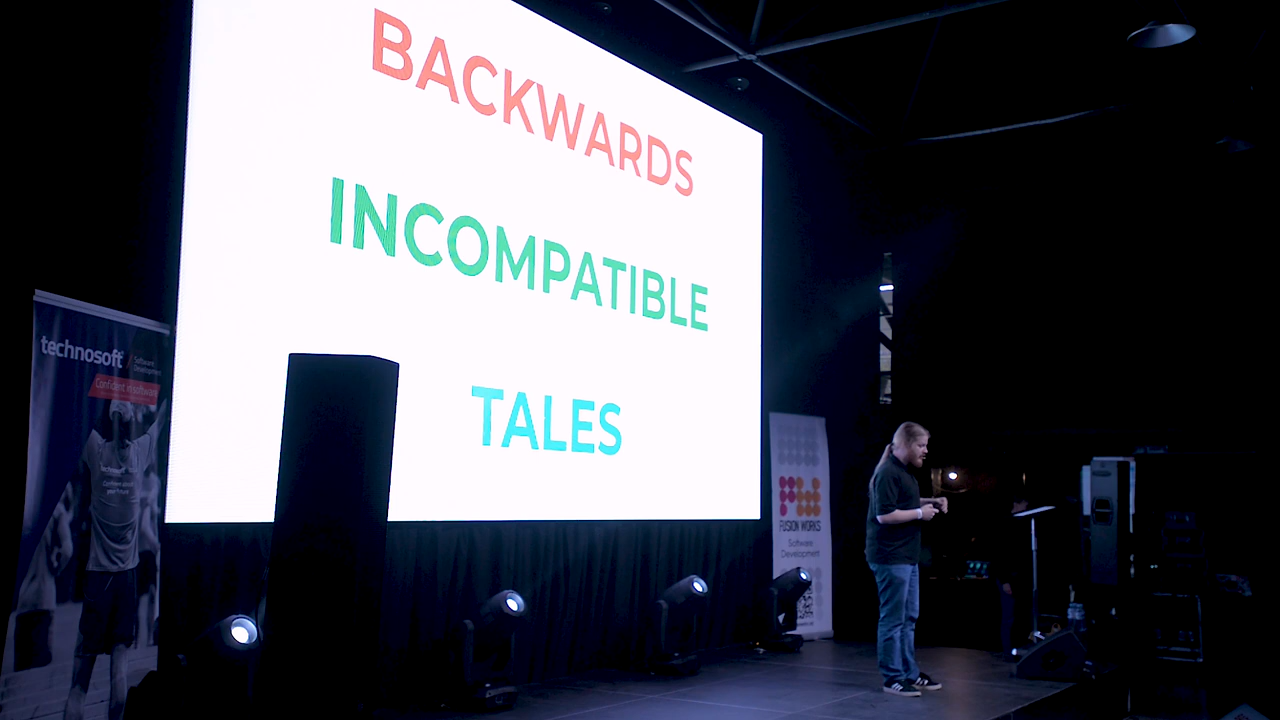 BACKWARDS
INCOMPATIBLE
TALES
technosoft
Software
Development
Confident in software
FUSION WORKS
Software
Development